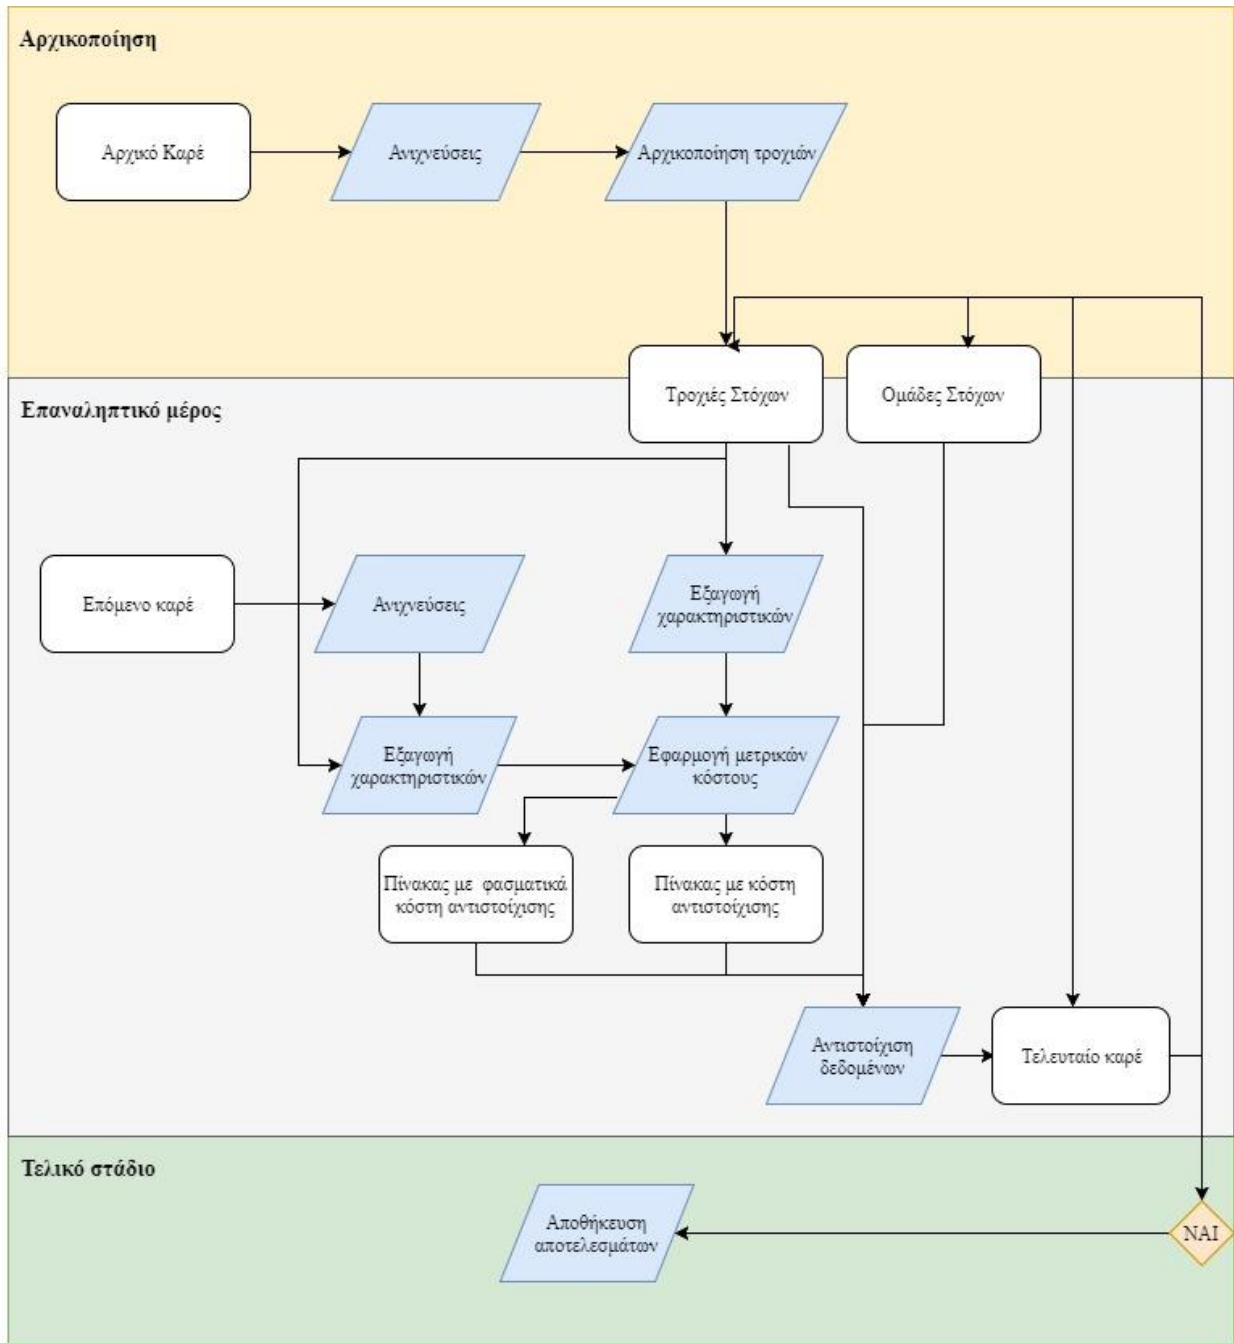 Αρχικοποίηση
Αρχικό Καρέ
Ανιχνεύσεις
Αρχικοποίηση τροχιών
Τροχιές Στόχων
Ομάδες Στόχων
Επαναληπτικό μέρος
Επόμενο καρέ
Ανιχνεύσεις
Εξαγωγή
χαρακτηριστικών
Εξαγωγή
χαρακτηριστικών
Εφαρμογή μετρικών
κόστους
Πίνακας με φασματικά
κόστη αντιστοίχισης
Πίνακας με κόστη
αντιστοίχισης
Αντιστοίχιση
δεδομένων
Τελευταίο καρέ
Τελικό στάδιο
Αποθήκευση
αποτελεσμάτων
ΝΑΙ